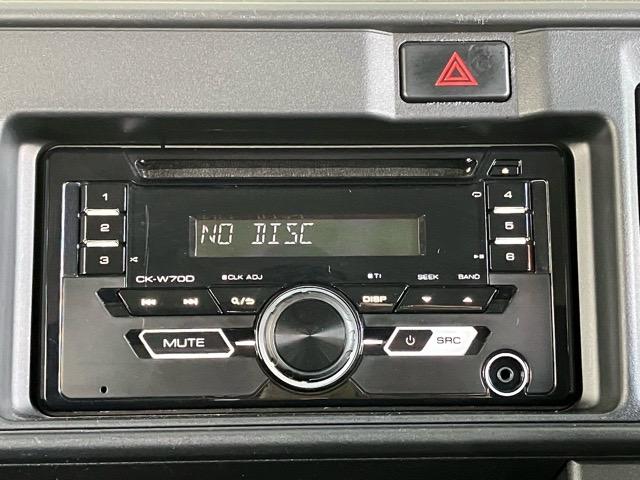 1
2
3
4
5
6
NO DISC
CK-W70D
CLK ADJ
TI
SEEK
BAND
DISP
MUTE
SRC